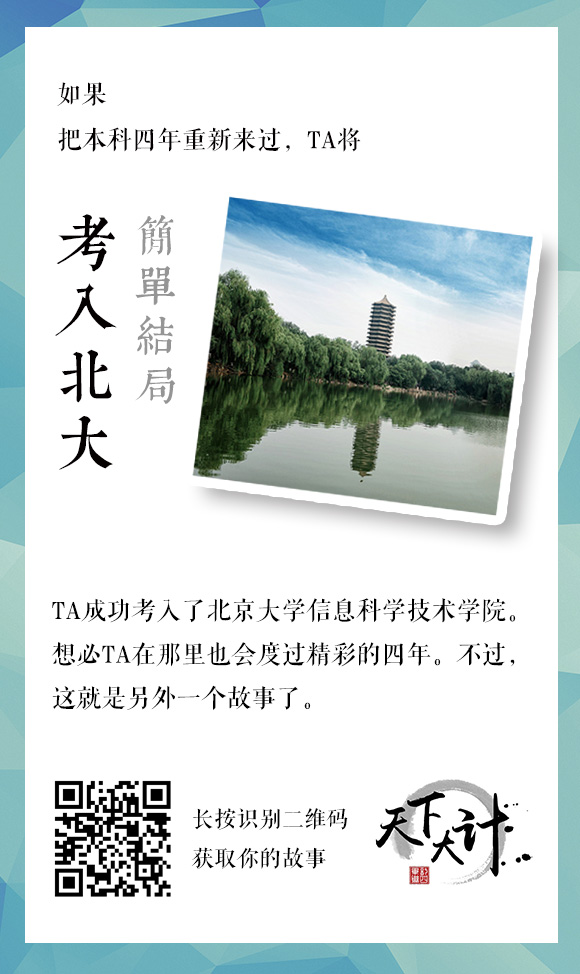 如果
把本科四年重新来过，TA将
考入北大
簡單結局
TA成功考入了北京大学信息科学技术学院。
想必TA在那里也会度过精彩的四年。不过，
这就是另外一个故事了。
长按识别二维码
获取你的故事
天下大计